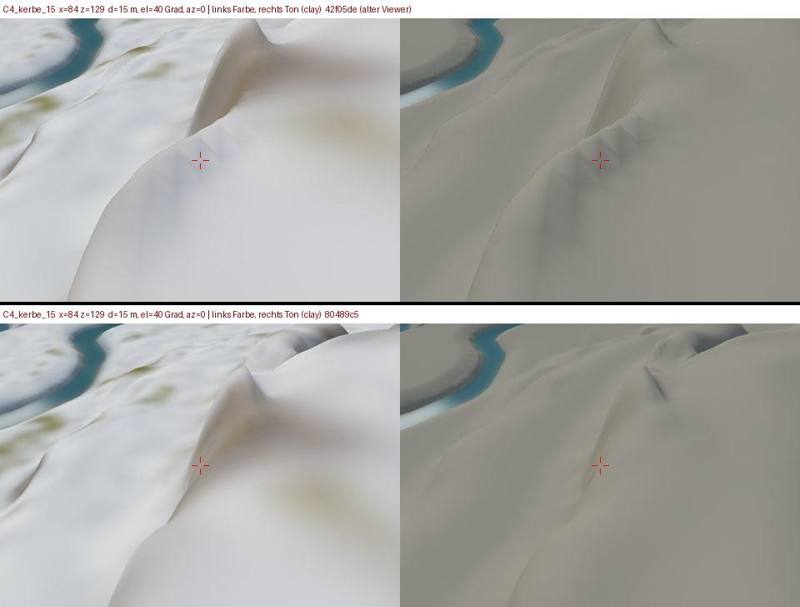 C4_kerbe_15 x=84 z=129 d=15 m, el=40 Grad, az=0 | links Farbe, rechts Ton (clay) 42f05de (alter Viewer)
C4_kerbe_15 x=84 z=129 d=15 m, el=40 Grad, az=0 | links Farbe, rechts Ton (clay) 80489c5